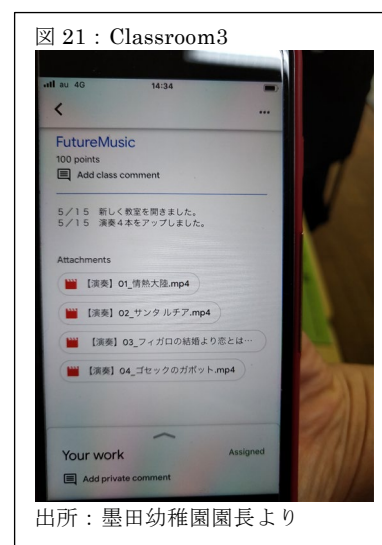 図 21：Classroom3
au 4G 14:34
FutureMusic
100 points
Add class comment
5／15 新しく教室を開きました。
5／15 演奏4本をアップしました。
Attachments
【演奏】01_情熱大陸.mp4
【演奏】02_サンタ ルチア.mp4
【演奏】03_フィガロの結婚より恋とは…
【演奏】04_ゴセックのガボット.mp4
Your work Assigned
Add private comment
出所：墨田幼稚園園長より